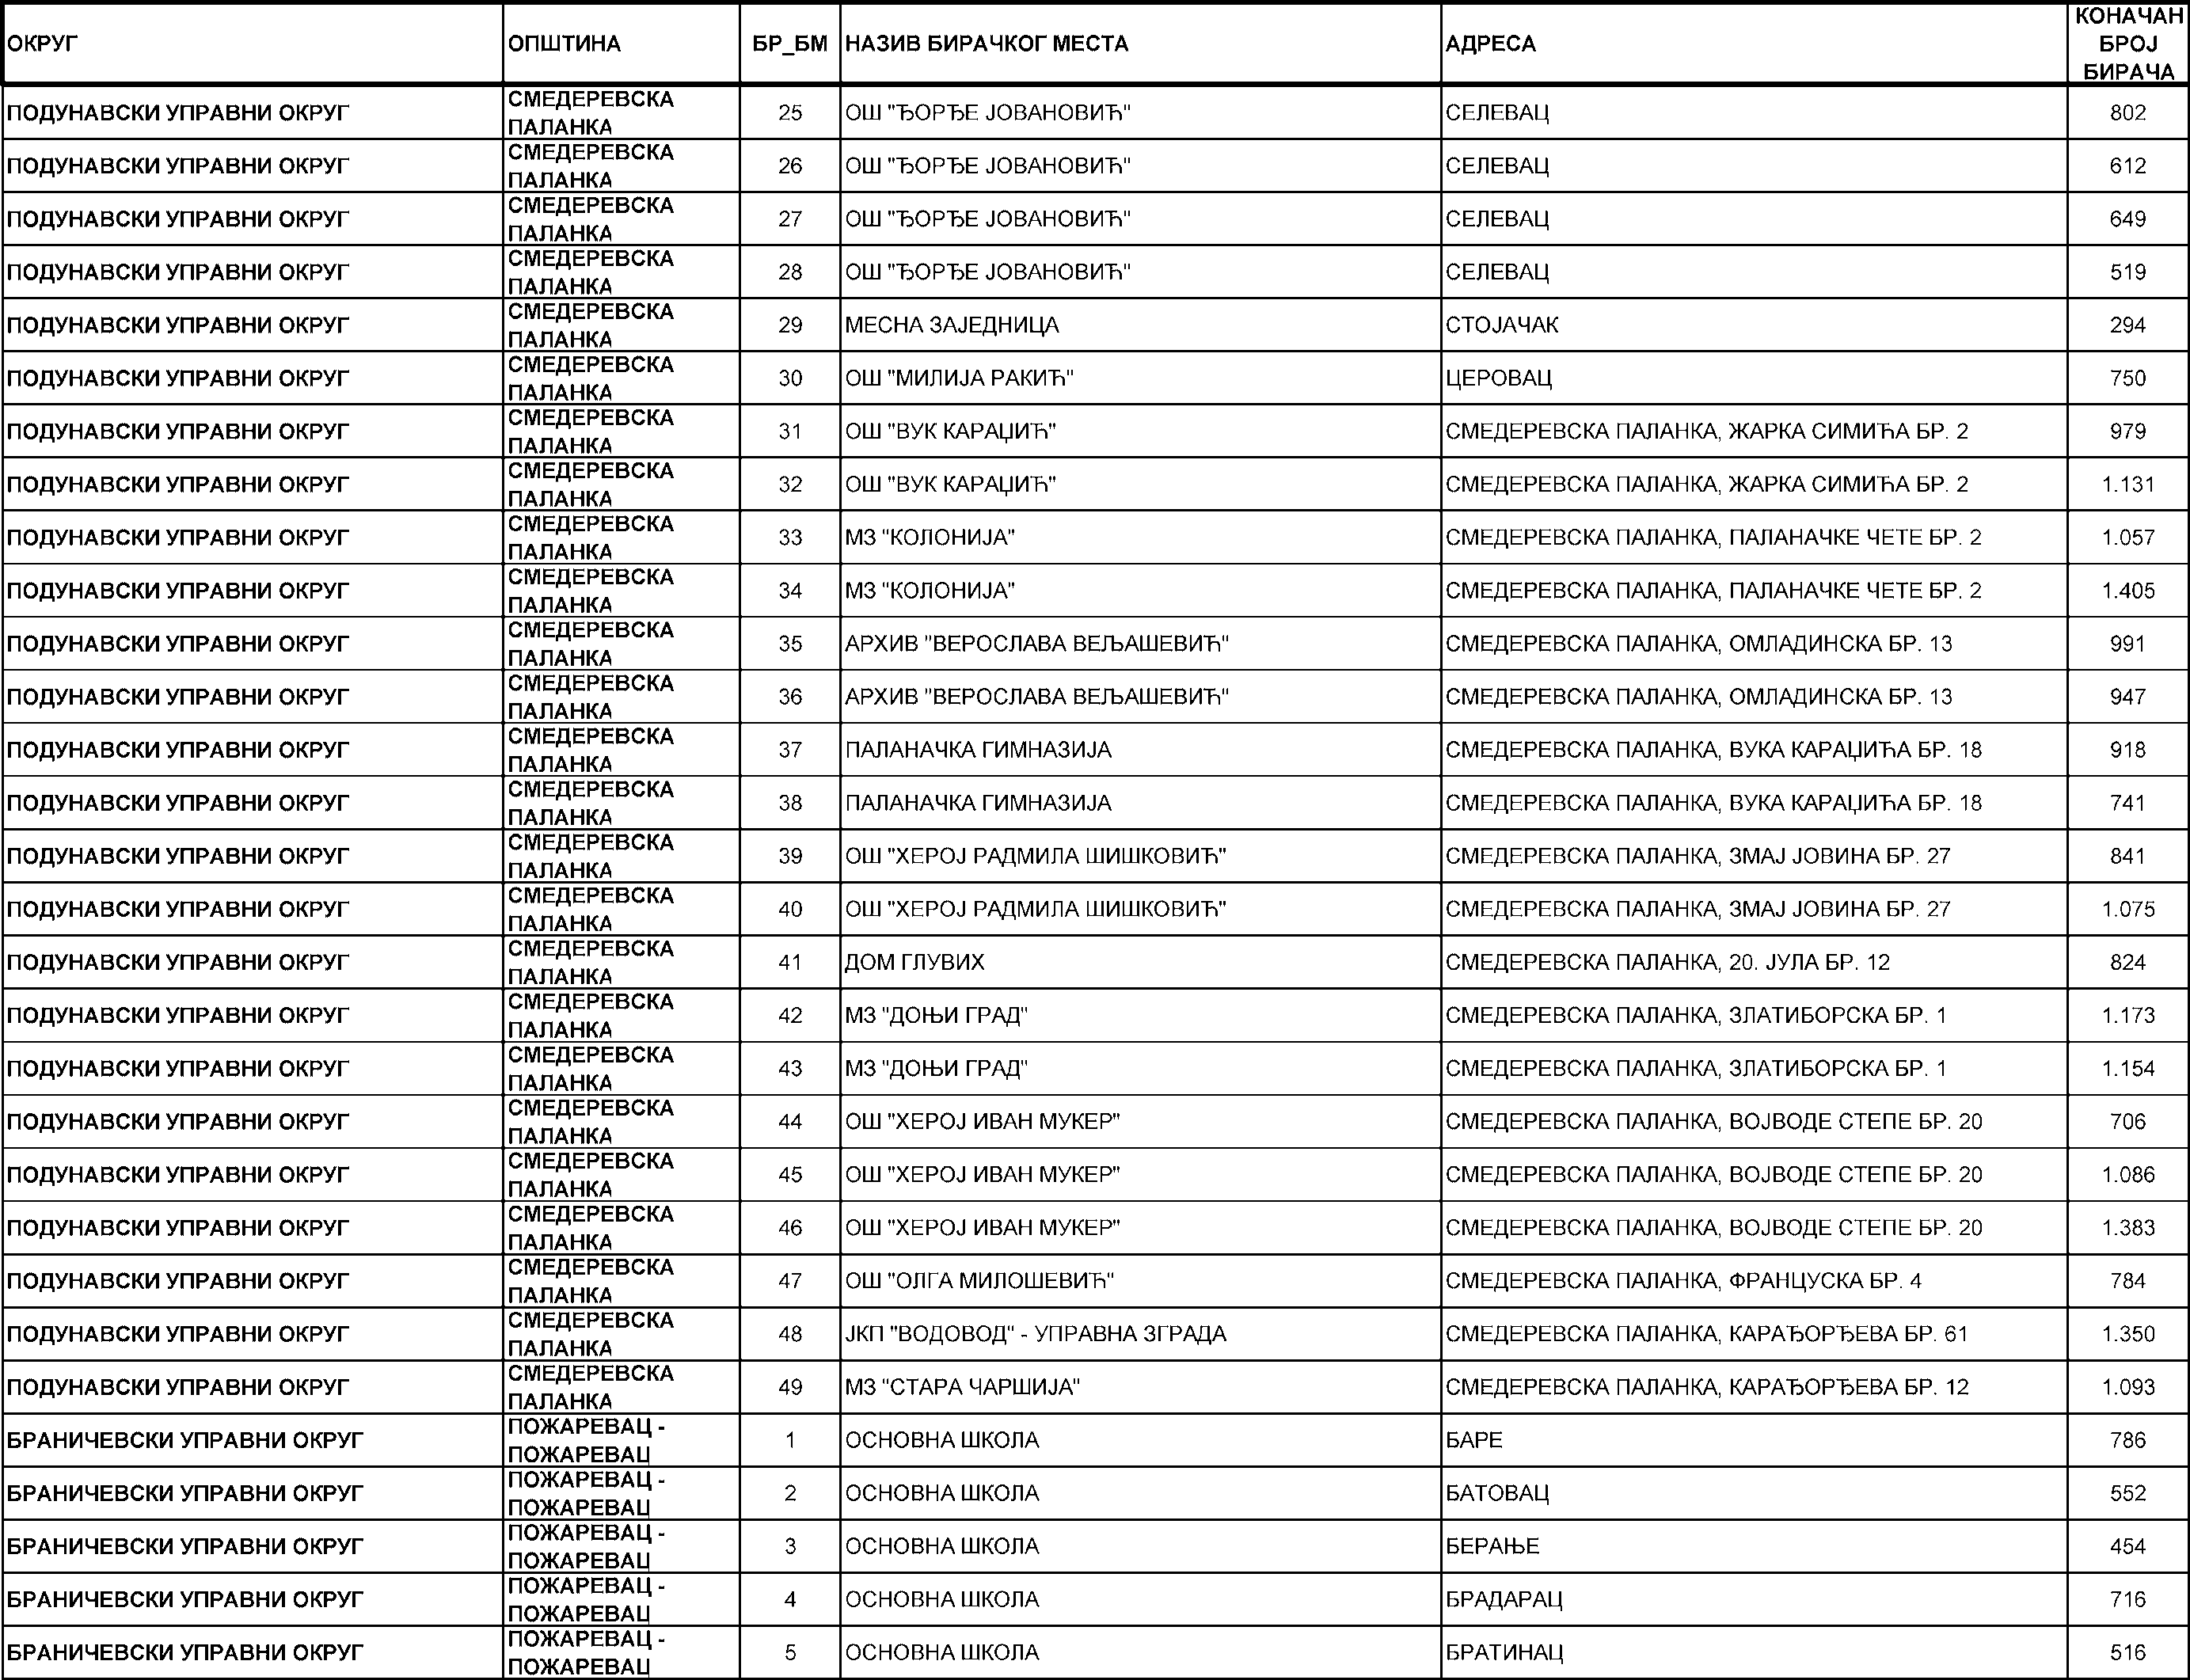 ОКРУГ ОПШТИНА БР_БМ НАЗИВ БИРАЧКОГ МЕСТА АДРЕСА КОНАЧАН БРОЈ БИРАЧА
ПОДУНАВСКИ УПРАВНИ ОКРУГ СМЕДЕРЕВСКА ПАЛАНКА 25 ОШ "ЂОРЂЕ ЈОВАНОВИЋ" СЕЛЕВАЦ 802
ПОДУНАВСКИ УПРАВНИ ОКРУГ СМЕДЕРЕВСКА ПАЛАНКА 26 ОШ "ЂОРЂЕ ЈОВАНОВИЋ" СЕЛЕВАЦ 612
ПОДУНАВСКИ УПРАВНИ ОКРУГ СМЕДЕРЕВСКА ПАЛАНКА 27 ОШ "ЂОРЂЕ ЈОВАНОВИЋ" СЕЛЕВАЦ 649
ПОДУНАВСКИ УПРАВНИ ОКРУГ СМЕДЕРЕВСКА ПАЛАНКА 28 ОШ "ЂОРЂЕ ЈОВАНОВИЋ" СЕЛЕВАЦ 519
ПОДУНАВСКИ УПРАВНИ ОКРУГ СМЕДЕРЕВСКА ПАЛАНКА 29 МЕСНА ЗАЈЕДНИЦА СТОЈАЧАК 294
ПОДУНАВСКИ УПРАВНИ ОКРУГ СМЕДЕРЕВСКА ПАЛАНКА 30 ОШ "МИЛИЈА РАКИЋ" ЦЕРОВАЦ 750
ПОДУНАВСКИ УПРАВНИ ОКРУГ СМЕДЕРЕВСКА ПАЛАНКА 31 ОШ "ВУК КАРАЏИЋ" СМЕДЕРЕВСКА ПАЛАНКА, ЖАРКА СИМИЋА БР. 2 979
ПОДУНАВСКИ УПРАВНИ ОКРУГ СМЕДЕРЕВСКА ПАЛАНКА 32 ОШ "ВУК КАРАЏИЋ" СМЕДЕРЕВСКА ПАЛАНКА, ЖАРКА СИМИЋА БР. 2 1.131
ПОДУНАВСКИ УПРАВНИ ОКРУГ СМЕДЕРЕВСКА ПАЛАНКА 33 МЗ "КОЛОНИЈА" СМЕДЕРЕВСКА ПАЛАНКА, ПАЛАНАЧКЕ ЧЕТЕ БР. 2 1.057
ПОДУНАВСКИ УПРАВНИ ОКРУГ СМЕДЕРЕВСКА ПАЛАНКА 34 МЗ "КОЛОНИЈА" СМЕДЕРЕВСКА ПАЛАНКА, ПАЛАНАЧКЕ ЧЕТЕ БР. 2 1.405
ПОДУНАВСКИ УПРАВНИ ОКРУГ СМЕДЕРЕВСКА ПАЛАНКА 35 АРХИВ "ВЕРОСЛАВА ВЕЉАШЕВИЋ" СМЕДЕРЕВСКА ПАЛАНКА, ОМЛАДИНСКА БР. 13 991
ПОДУНАВСКИ УПРАВНИ ОКРУГ СМЕДЕРЕВСКА ПАЛАНКА 36 АРХИВ "ВЕРОСЛАВА ВЕЉАШЕВИЋ" СМЕДЕРЕВСКА ПАЛАНКА, ОМЛАДИНСКА БР. 13 947
ПОДУНАВСКИ УПРАВНИ ОКРУГ СМЕДЕРЕВСКА ПАЛАНКА 37 ПАЛАНАЧКА ГИМНАЗИЈА СМЕДЕРЕВСКА ПАЛАНКА, ВУКА КАРАЏИЋА БР. 18 918
ПОДУНАВСКИ УПРАВНИ ОКРУГ СМЕДЕРЕВСКА ПАЛАНКА 38 ПАЛАНАЧКА ГИМНАЗИЈА СМЕДЕРЕВСКА ПАЛАНКА, ВУКА КАРАЏИЋА БР. 18 741
ПОДУНАВСКИ УПРАВНИ ОКРУГ СМЕДЕРЕВСКА ПАЛАНКА 39 ОШ "ХЕРОЈ РАДМИЛА ШИШКОВИЋ" СМЕДЕРЕВСКА ПАЛАНКА, ЗМАЈ ЈОВИНА БР. 27 841
ПОДУНАВСКИ УПРАВНИ ОКРУГ СМЕДЕРЕВСКА ПАЛАНКА 40 ОШ "ХЕРОЈ РАДМИЛА ШИШКОВИЋ" СМЕДЕРЕВСКА ПАЛАНКА, ЗМАЈ ЈОВИНА БР. 27 1.075
ПОДУНАВСКИ УПРАВНИ ОКРУГ СМЕДЕРЕВСКА ПАЛАНКА 41 ДОМ ГЛУВИХ СМЕДЕРЕВСКА ПАЛАНКА, 20. ЈУЛА БР. 12 824
ПОДУНАВСКИ УПРАВНИ ОКРУГ СМЕДЕРЕВСКА ПАЛАНКА 42 МЗ "ДОЊИ ГРАД" СМЕДЕРЕВСКА ПАЛАНКА, ЗЛАТИБОРСКА БР. 1 1.173
ПОДУНАВСКИ УПРАВНИ ОКРУГ СМЕДЕРЕВСКА ПАЛАНКА 43 МЗ "ДОЊИ ГРАД" СМЕДЕРЕВСКА ПАЛАНКА, ЗЛАТИБОРСКА БР. 1 1.154
ПОДУНАВСКИ УПРАВНИ ОКРУГ СМЕДЕРЕВСКА ПАЛАНКА 44 ОШ "ХЕРОЈ ИВАН МУКЕР" СМЕДЕРЕВСКА ПАЛАНКА, ВОЈВОДЕ СТЕПЕ БР. 20 706
ПОДУНАВСКИ УПРАВНИ ОКРУГ СМЕДЕРЕВСКА ПАЛАНКА 45 ОШ "ХЕРОЈ ИВАН МУКЕР" СМЕДЕРЕВСКА ПАЛАНКА, ВОЈВОДЕ СТЕПЕ БР. 20 1.086
ПОДУНАВСКИ УПРАВНИ ОКРУГ СМЕДЕРЕВСКА ПАЛАНКА 46 ОШ "ХЕРОЈ ИВАН МУКЕР" СМЕДЕРЕВСКА ПАЛАНКА, ВОЈВОДЕ СТЕПЕ БР. 20 1.383
ПОДУНАВСКИ УПРАВНИ ОКРУГ СМЕДЕРЕВСКА ПАЛАНКА 47 ОШ "ОЛГА МИЛОШЕВИЋ" СМЕДЕРЕВСКА ПАЛАНКА, ФРАНЦУСКА БР. 4 784
ПОДУНАВСКИ УПРАВНИ ОКРУГ СМЕДЕРЕВСКА ПАЛАНКА 48 ЈКП "ВОДОВОД" - УПРАВНА ЗГРАДА СМЕДЕРЕВСКА ПАЛАНКА, КАРАЂОРЂЕВА БР. 61 1.350
ПОДУНАВСКИ УПРАВНИ ОКРУГ СМЕДЕРЕВСКА ПАЛАНКА 49 МЗ "СТАРА ЧАРШИЈА" СМЕДЕРЕВСКА ПАЛАНКА, КАРАЂОРЂЕВА БР. 12 1.093
БРАНИЧЕВСКИ УПРАВНИ ОКРУГ ПОЖАРЕВАЦ - ПОЖАРЕВАЦ 1 ОСНОВНА ШКОЛА БАРЕ 786
БРАНИЧЕВСКИ УПРАВНИ ОКРУГ ПОЖАРЕВАЦ - ПОЖАРЕВАЦ 2 ОСНОВНА ШКОЛА БАТОВАЦ 552
БРАНИЧЕВСКИ УПРАВНИ ОКРУГ ПОЖАРЕВАЦ - ПОЖАРЕВАЦ 3 ОСНОВНА ШКОЛА БЕРАЊЕ 454
БРАНИЧЕВСКИ УПРАВНИ ОКРУГ ПОЖАРЕВАЦ - ПОЖАРЕВАЦ 4 ОСНОВНА ШКОЛА БРАДАРАЦ 716
БРАНИЧЕВСКИ УПРАВНИ ОКРУГ ПОЖАРЕВАЦ - ПОЖАРЕВАЦ 5 ОСНОВНА ШКОЛА БРАТИНАЦ 516